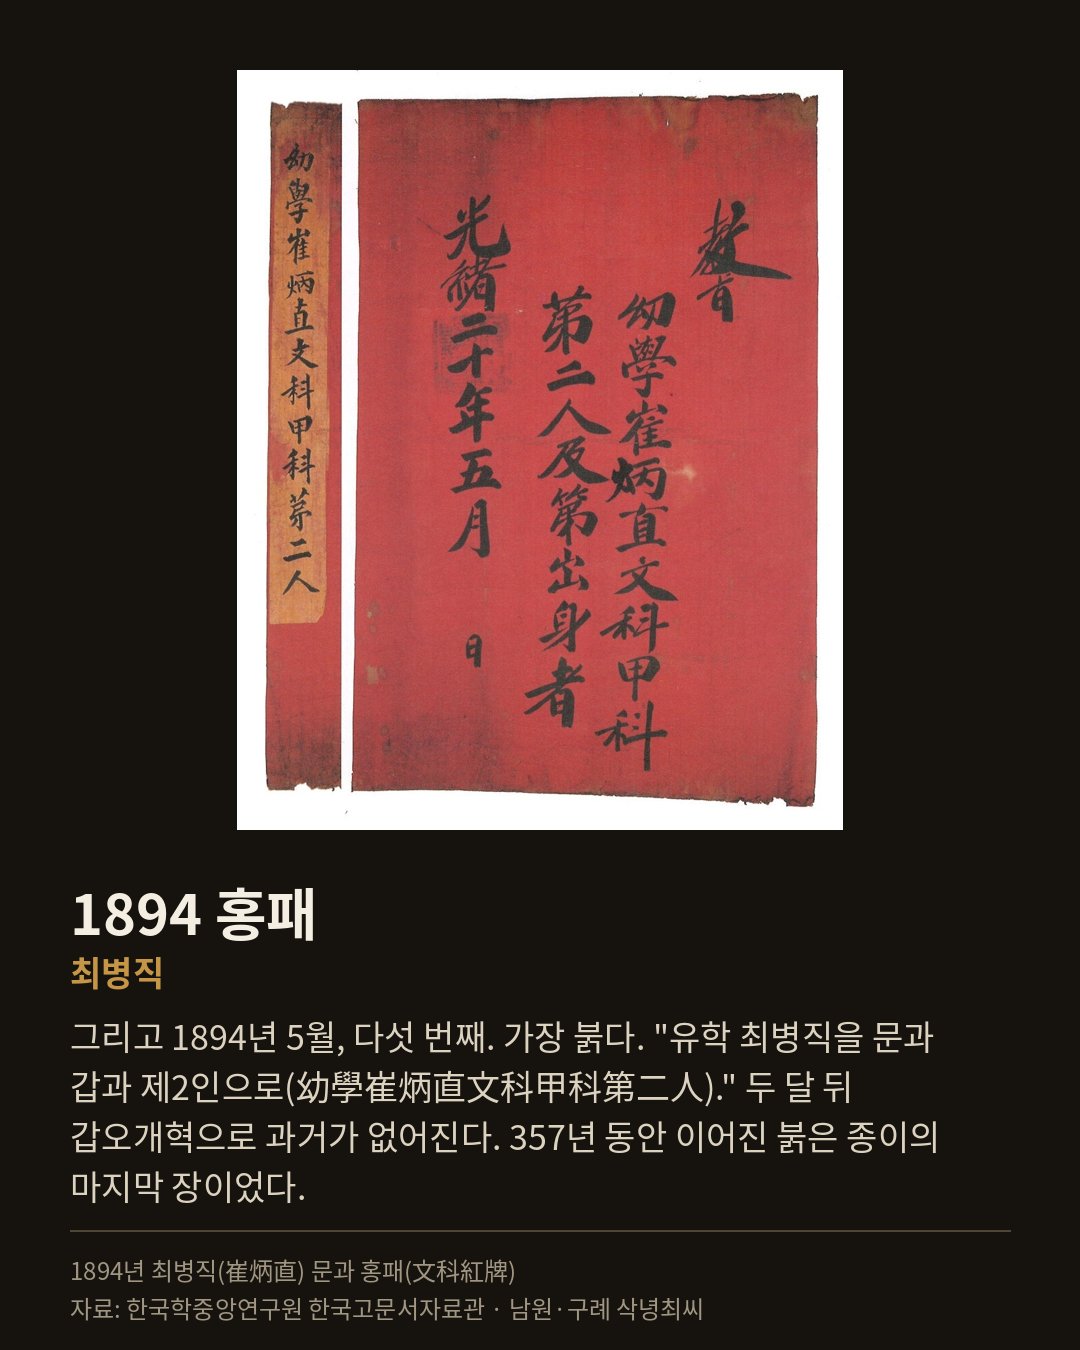 教旨
幼學崔炳直文科甲科
第二人及第出身者
光緖二十年五月 日
幼學崔炳直文科甲科第二人
1894 홍패
최병직
그리고 1894년 5월, 다섯 번째. 가장 붉다. "유학 최병직을 문과
갑과 제2인으로(幼學崔炳直文科甲科第二人)." 두 달 뒤
갑오개혁으로 과거가 없어진다. 357년 동안 이어진 붉은 종이의
마지막 장이었다.
1894년 최병직(崔炳直) 문과 홍패(文科紅牌)
자료: 한국학중앙연구원 한국고문서자료관 · 남원·구례 삭녕최씨